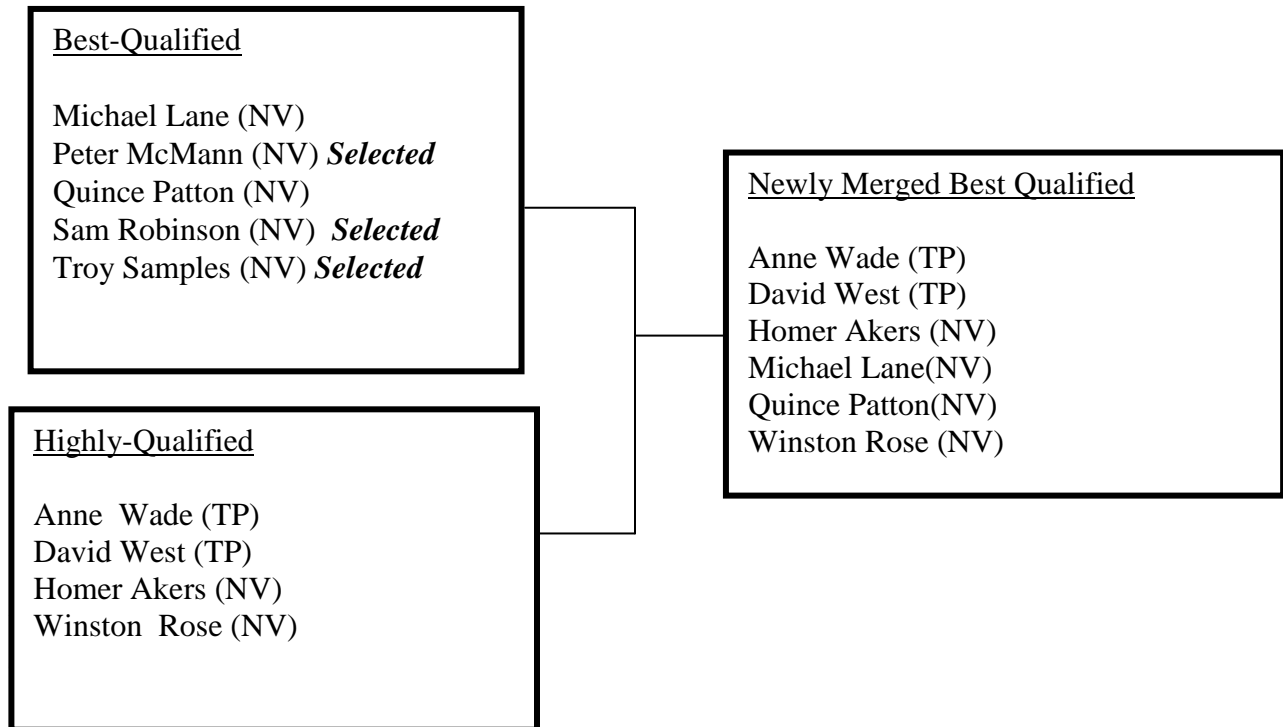 Best-Qualified
Michael Lane (NV)
Peter McMann (NV) Selected
Quince Patton (NV)
Sam Robinson (NV)  Selected
Troy Samples (NV) Selected
Highly-Qualified
Anne  Wade (TP)
David West (TP)
Homer Akers (NV)
Winston  Rose (NV)
Newly Merged Best Qualified
Anne Wade (TP)
David West (TP)
Homer Akers (NV)
Michael Lane(NV)
Quince Patton(NV)
Winston Rose (NV)